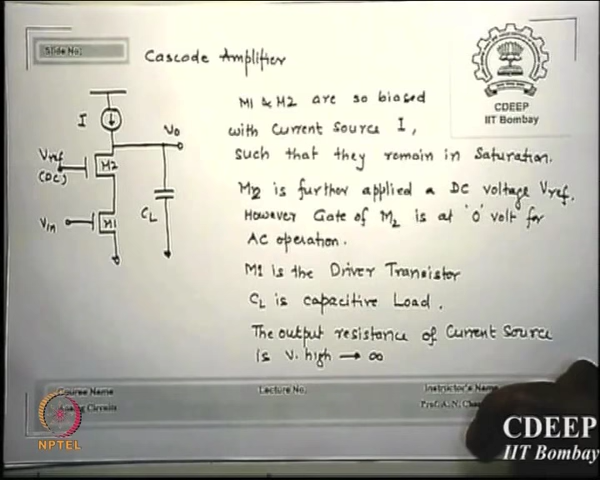 Slide No:
Cascode Amplifier
CDEEP
IIT Bombay
I
Vo
Vref
(DC)
M2
CL
Vin
M1
M1 & M2 are so biased
with Current Source I,
such that they remain in Saturation.
M2 is further applied a DC voltage Vref.
However Gate of M2 is at '0' volt for
AC operation.
M1 is the Driver Transistor
CL is capacitive Load.
The output resistance of Current Source
is v. high → ∞
Course Name
Analog Circuits
Lecture No:
Instructor's Name
Prof. A. N.
NPTEL
CDEEP
IIT Bombay